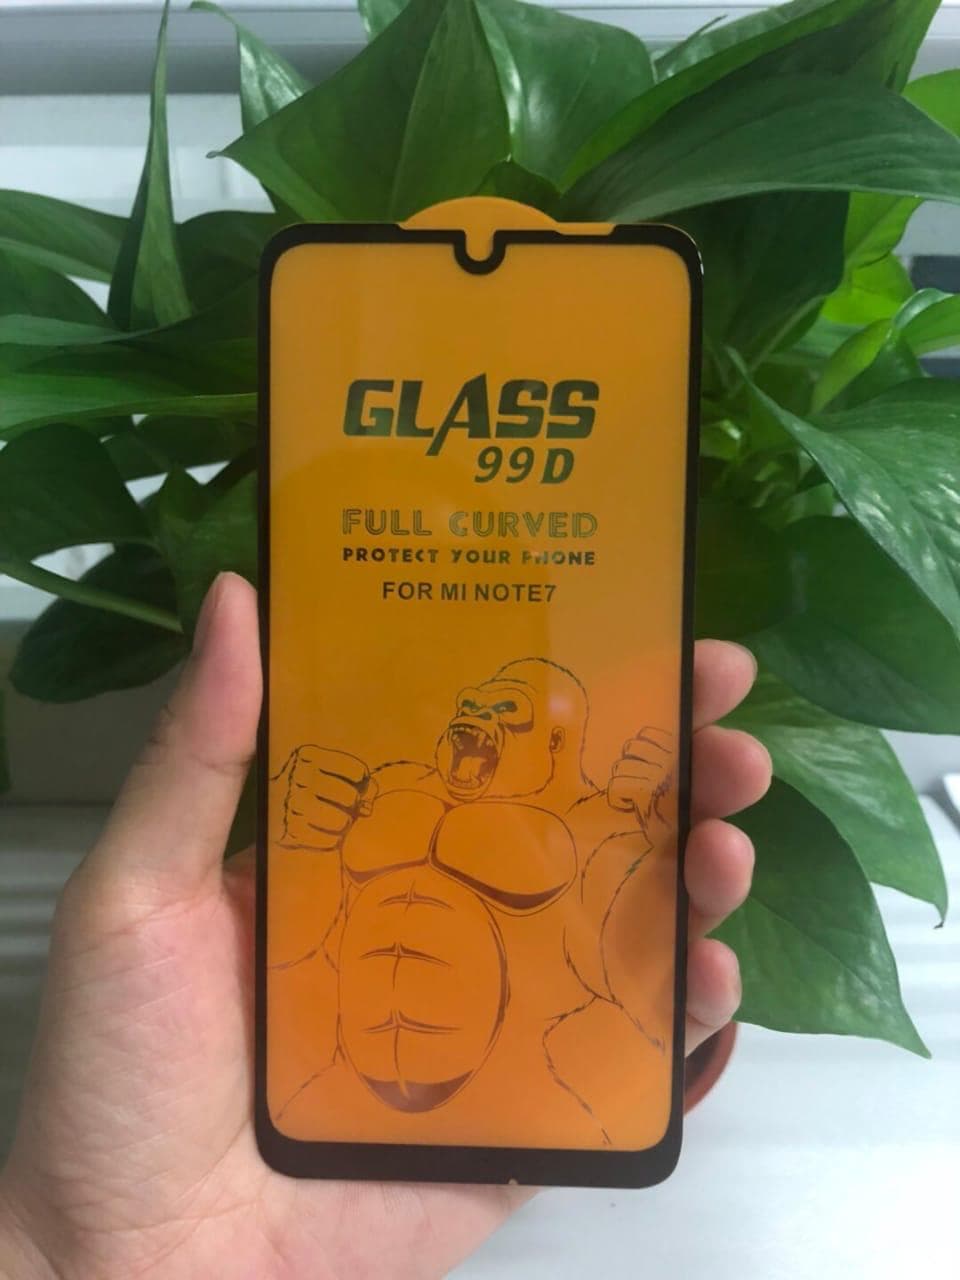 GLASS
99D
FULL CURVED
PROTECT YOUR PHONE
FOR MI NOTE7